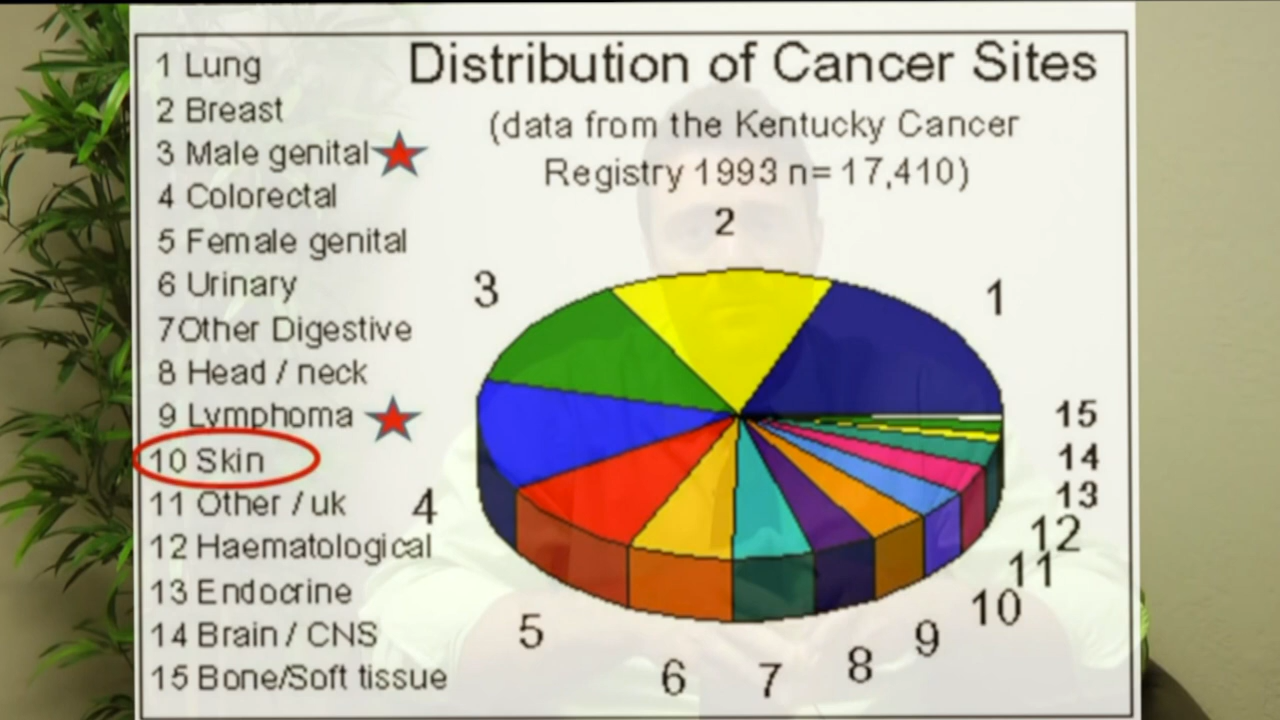 Distribution of Cancer Sites
(data from the Kentucky Cancer
Registry 1993 n= 17,410)
1 Lung
2 Breast
3 Male genital
4 Colorectal
5 Female genital
6 Urinary
7Other Digestive
8 Head / neck
9 Lymphoma
10 Skin
11 Other / uk
12 Haematological
13 Endocrine
14 Brain / CNS
15 Bone/Soft tissue
2
3
1
15
14
13
12
11
10
9
8
7
6
5
4